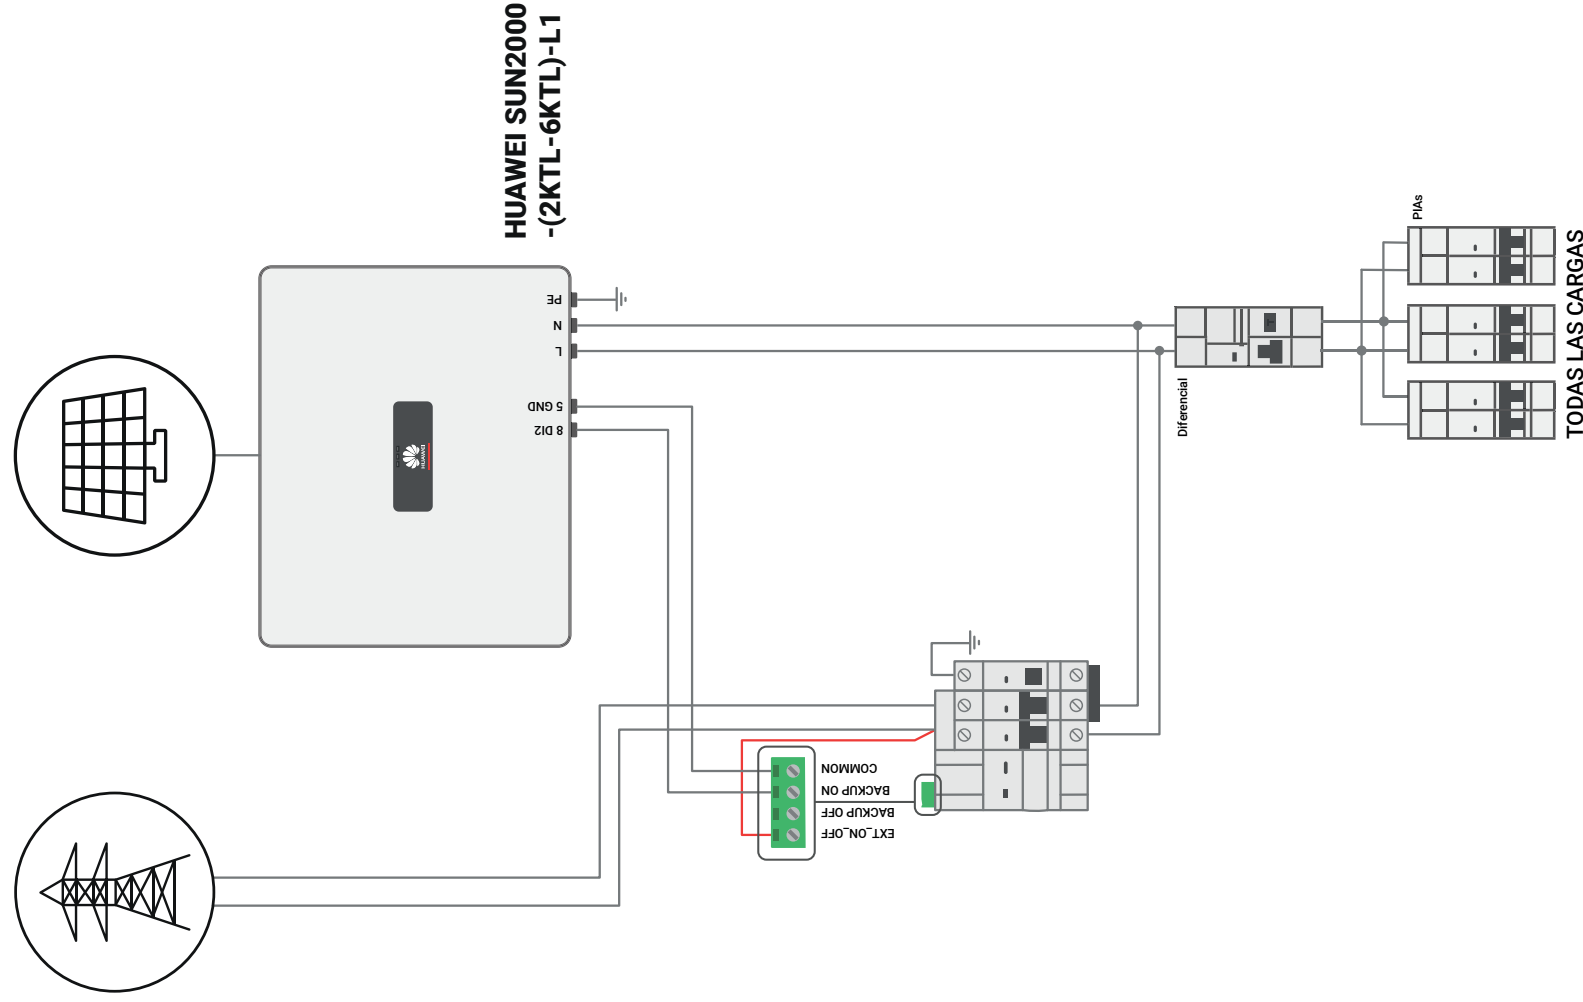 HUAWEI SUN2000
-(2KTL-6KTL)-L1
PE
N
L
5 GND
8 DI2
HUAWEI
Diferencial
PIAs
TODAS LAS CARGAS
COMMON
BACKUP ON
BACKUP OFF
EXT_ON_OFF